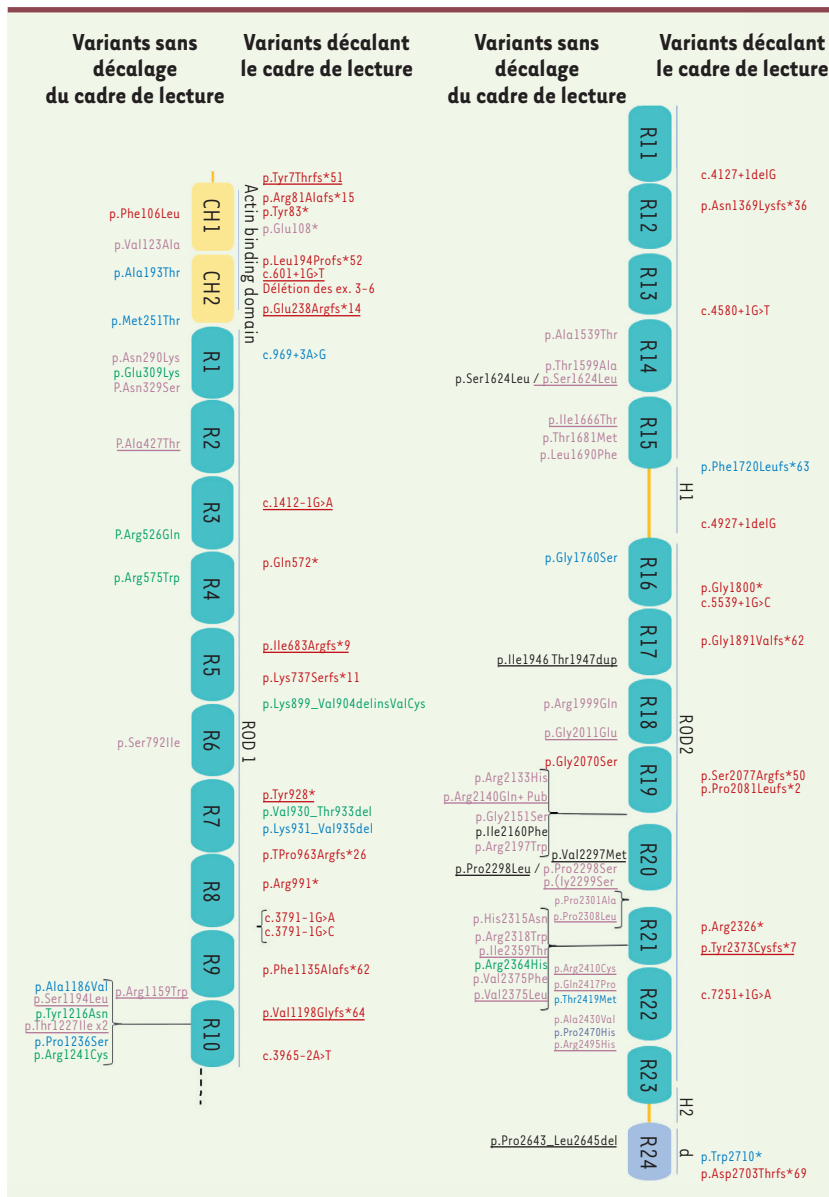 Variants sans
décalage
du cadre de lecture
Variants décalant
le cadre de lecture
p.Phe106Leu
p.Val123Ala
p.Ala193Thr
p.Met251Thr
p.Asn290Lys
p.Glu309Lys
P.Asn329Ser
P.Ala427Thr
P.Arg526Gln
p.Arg575Trp
p.Ser792Ile
p.Ala1186Val
p.Ser1194Leu
p.Arg1159Trp
p.Tyr1216Asn
p.Thr1227Ile x2
p.Pro1236Ser
p.Arg1241Cys
CH1
CH2
R1
R2
R3
R4
R5
R6
R7
R8
R9
R10
Actin binding domain
ROD 1
p.Tyr7Thrfs*51
p.Arg81Alafs*15
p.Tyr83*
p.Glu108*
p.Leu194Profs*52
c.601+1G>T
Délétion des ex. 3-6
p.Glu238Argfs*14
c.969+3A>G
c.1412-1G>A
p.Gln572*
p.Ile683Argfs*9
p.Lys737Serfs*11
p.Lys899_Val904delinsValCys
p.Tyr928*
p.Val930_Thr933del
p.Lys931_Val935del
p.TPro963Argfs*26
p.Arg991*
c.3791-1G>A
c.3791-1G>C
p.Phe1135Alafs*62
p.Val1198Glyfs*64
c.3965-2A>T
Variants sans
décalage
du cadre de lecture
Variants décalant
le cadre de lecture
p.Ala1539Thr
p.Thr1599Ala
p.Ser1624Leu / p.Ser1624Leu
p.Ile1666Thr
p.Thr1681Met
p.Leu1690Phe
p.Gly1760Ser
p.Ile1946 Thr1947dup
p.Arg1999Gln
p.Gly2011Glu
p.Gly2070Ser
p.Arg2133His
p.Arg2140Gln+ Pub
p.Gly2151Ser
p.Ile2160Phe
p.Arg2197Trp
p.Val2297Met
p.Pro2298Leu / p.Pro2298Ser
p.(Iy2299Ser
p.Pro2301Ala
p.Pro2308Leu
p.His2315Asn
p.Arg2318Trp
p.Ile2359Thr
p.Arg2364His
p.Val2375Phe
p.Val2375Leu
p.Arg2410Cys
p.Gln2417Pro
p.Thr2419Met
p.Ala2430Val
p.Pro2470His
p.Arg2495His
p.Pro2643_Leu2645del
R11
R12
R13
R14
R15
R16
R17
R18
R19
R20
R21
R22
R23
R24
H1
ROD2
H2
d
c.4127+1delG
p.Asn1369Lysfs*36
c.4580+1G>T
p.Phe1720Leufs*63
c.4927+1delG
p.Gly1800*
c.5539+1G>C
p.Gly1891Valfs*62
p.Ser2077Argfs*50
p.Pro2081Leufs*2
p.Arg2326*
p.Tyr2373Cysfs*7
c.7251+1G>A
p.Trp2710*
p.Asp2703Thrfs*69